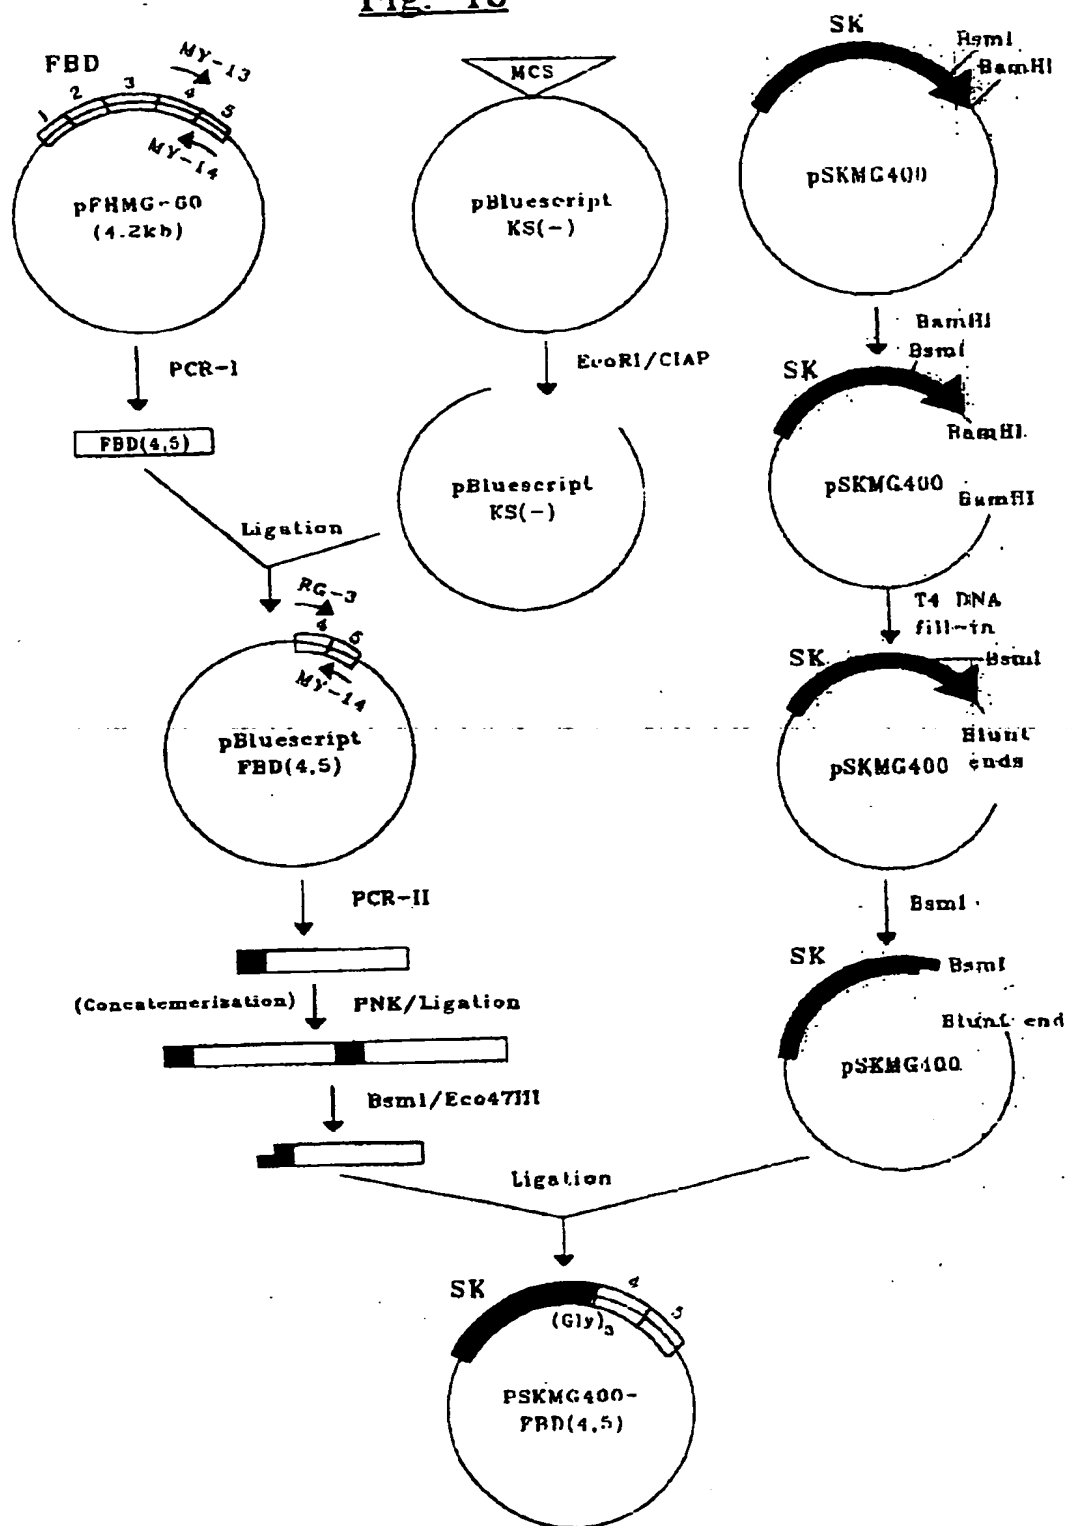 FBD
MY-13
1 2 3 4 5
MY-14
pFHMG-60
(4.2kb)
PCR-I
FBD(4,5)
MCS
pBluescript
KS(-)
EcoRI/CIAP
pBluescript
KS(-)
Ligation
RG-3
4 5
MY-14
pBluescript
FBD(4,5)
PCR-II
(Concatemerisation)
PNK/Ligation
BsmI/Eco47III
SK
BsmI
BamHI
pSKMG400
BamHI
BsmI
SK
BamHI
pSKMG400
BamHI
T4 DNA
fill-in
SK
BsmI
Blunt
ends
pSKMG400
BsmI
SK
BsmI
Blunt end
pSKMG400
Ligation
SK
4 5
(Gly)3
PSKMG400-
FBD(4,5)